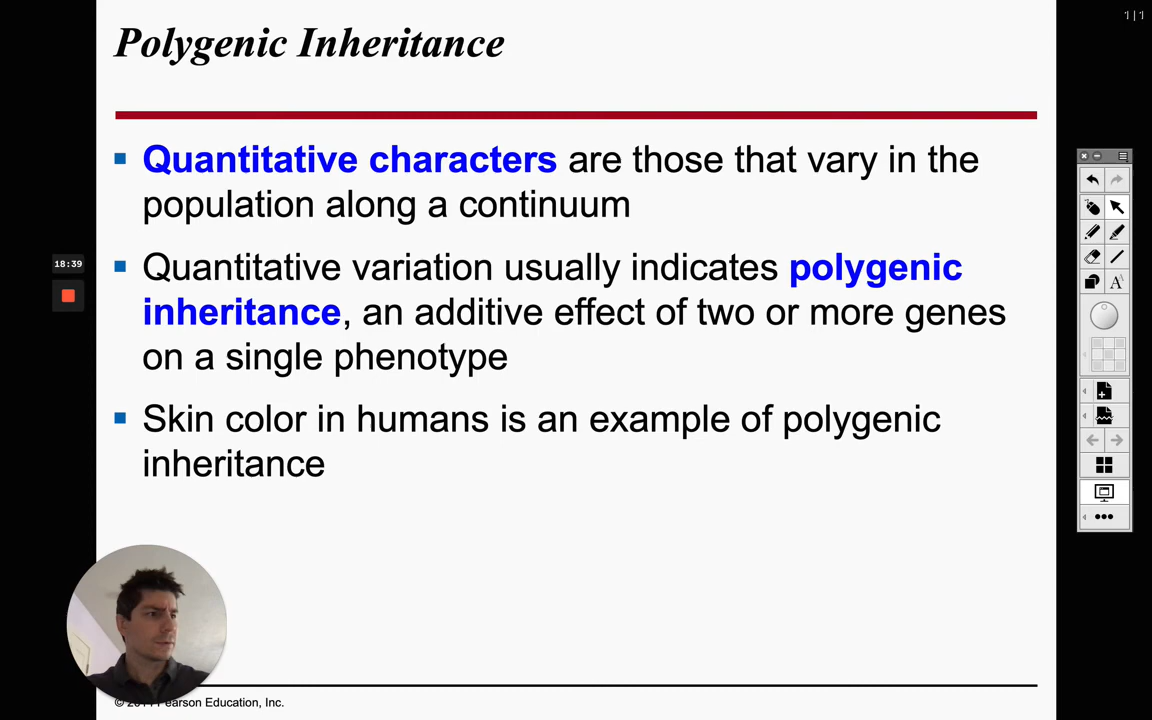 1 | 1
Polygenic Inheritance
Quantitative characters are those that vary in the
population along a continuum
18:39
Quantitative variation usually indicates polygenic
inheritance, an additive effect of two or more genes
on a single phenotype
Skin color in humans is an example of polygenic
inheritance
© Pearson Education, Inc.